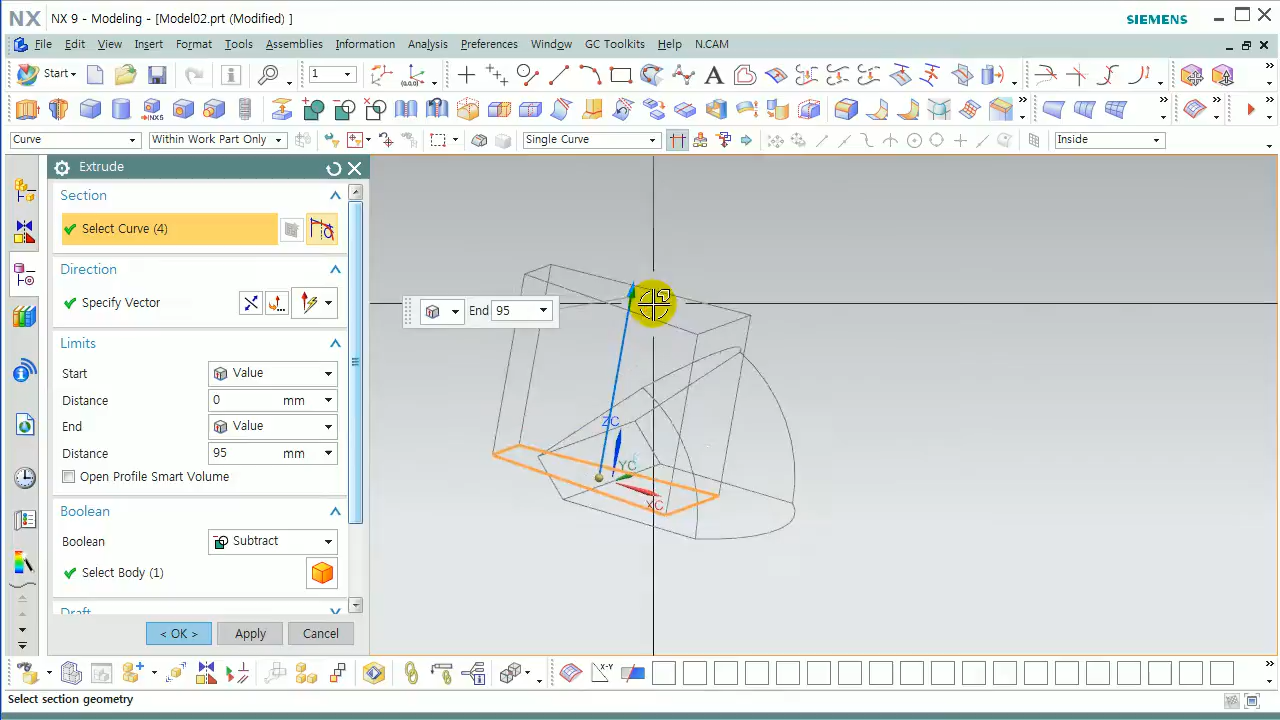 NX NX 9 - Modeling - [Model02.prt (Modified) ] SIEMENS
File Edit View Insert Format Tools Assemblies Information Analysis Preferences Window GC Toolkits Help HCAM
Start 1
Curve Within Work Part Only Single Curve Inside
Extrude
Section
Select Curve (4)
Direction
Specify Vector
Limits
Start Value
Distance 0 mm
End Value
Distance 95 mm
Open Profile Smart Volume
Boolean
Boolean Subtract
Select Body (1)
Draft
< OK > Apply Cancel
End 95
ZC
YC
XC
X-Y
Select section geometry